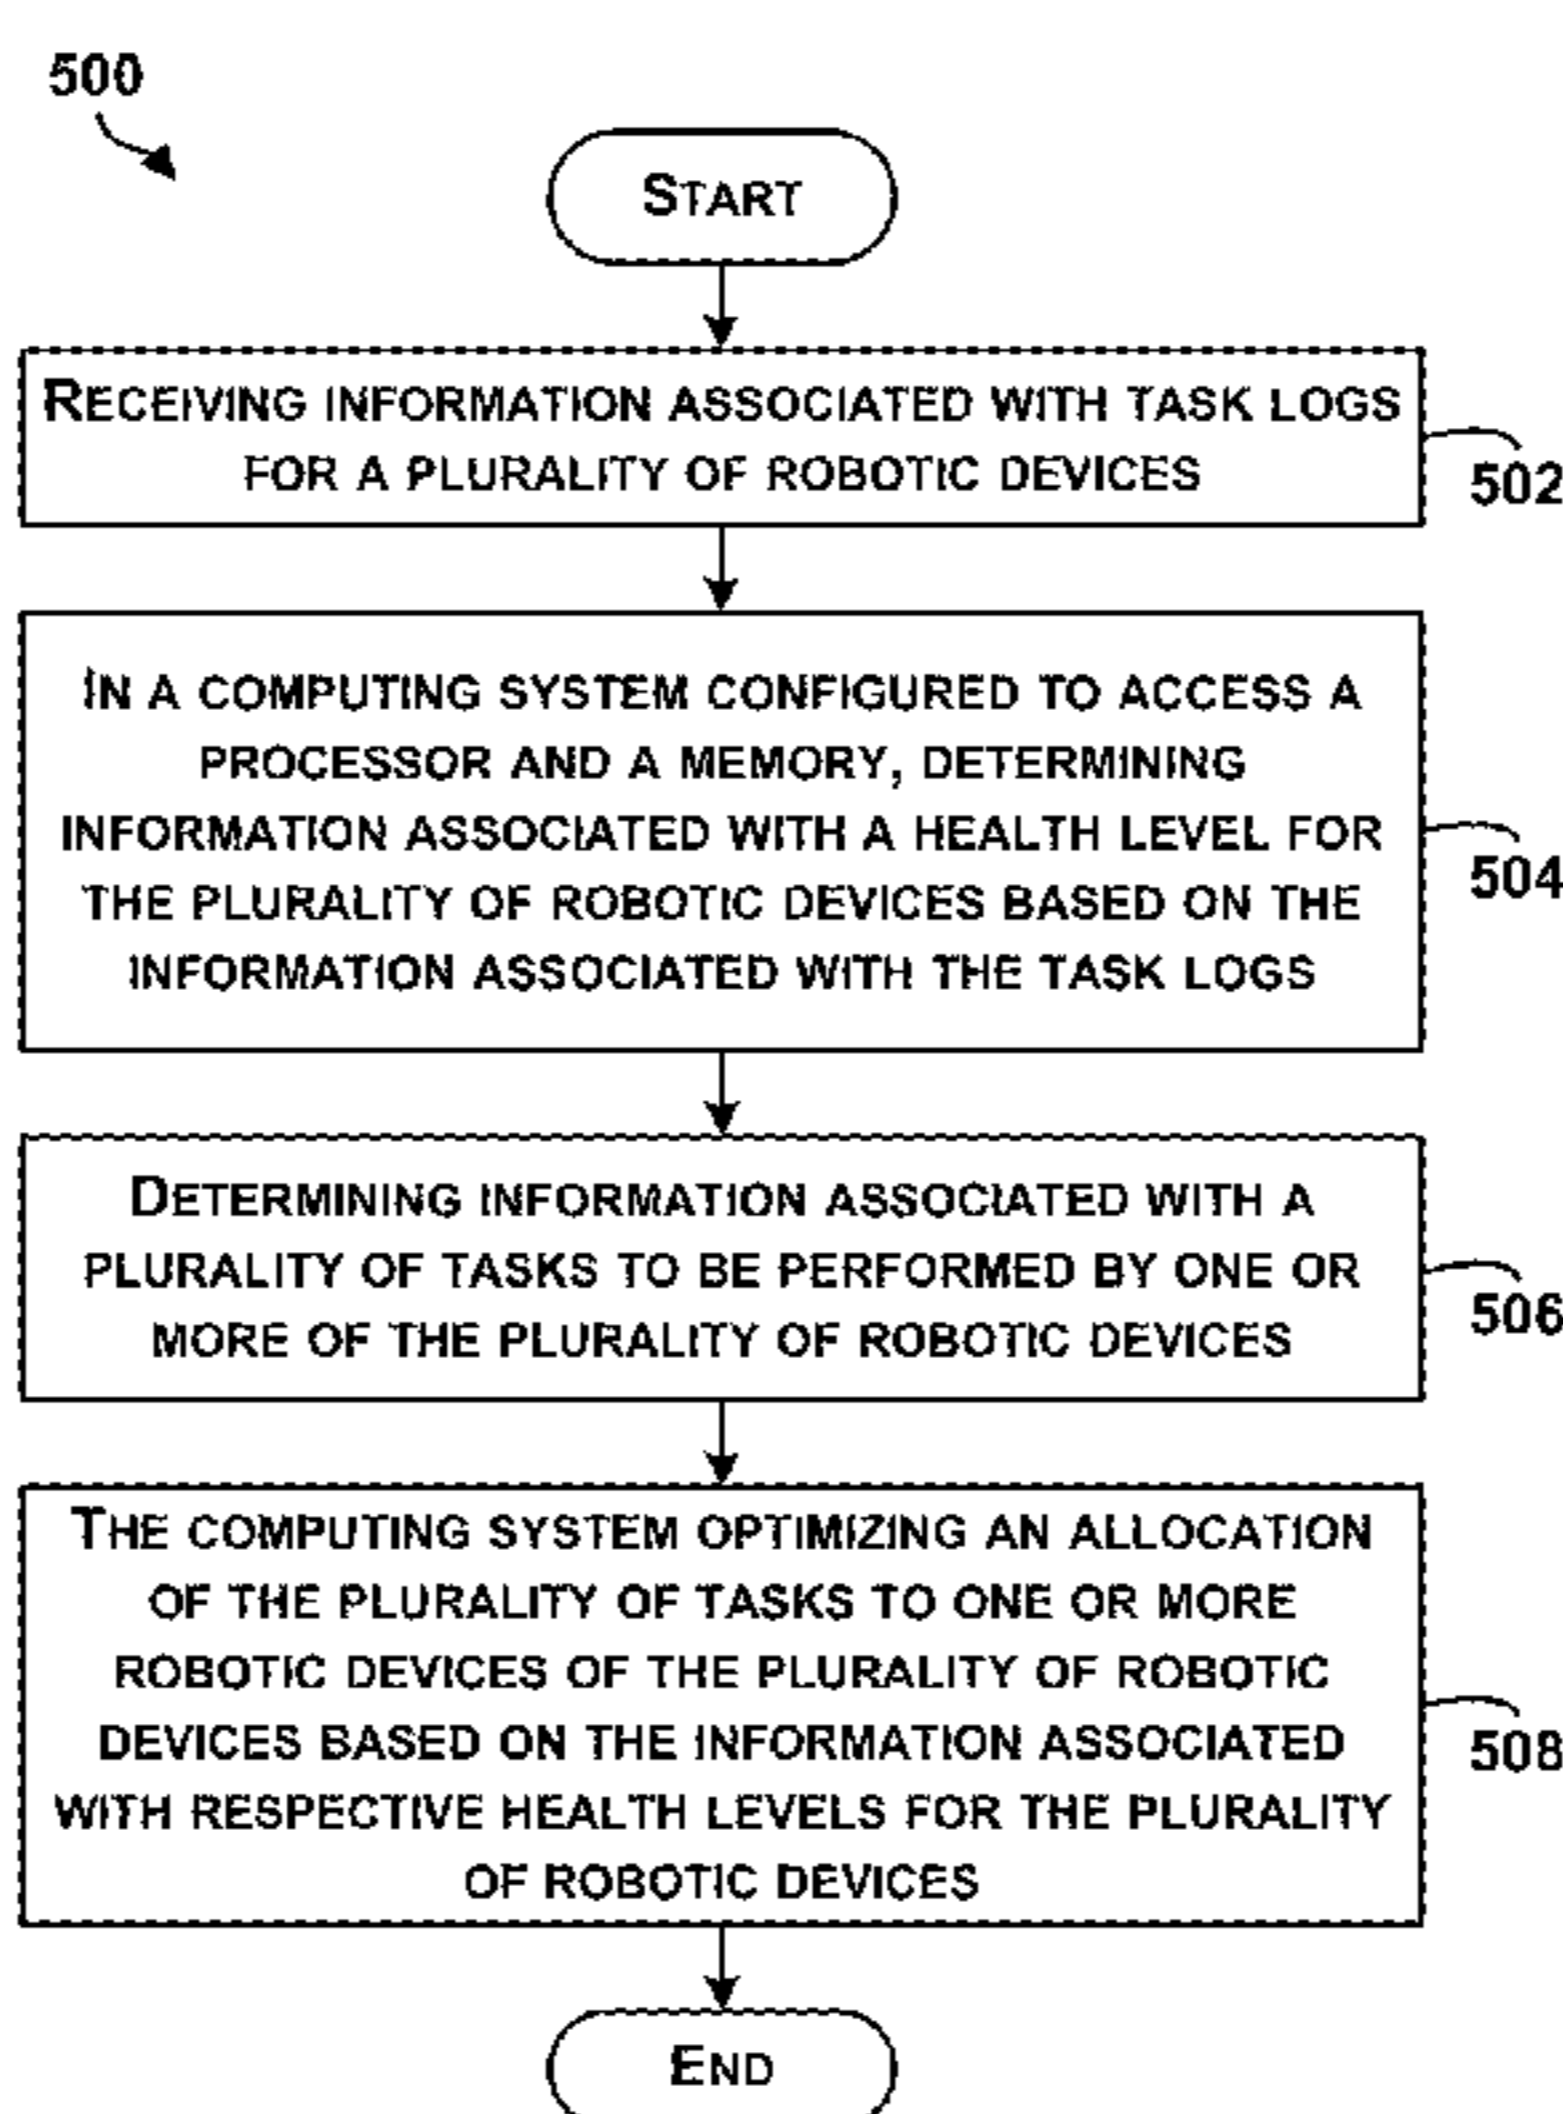 500
START
RECEIVING INFORMATION ASSOCIATED WITH TASK LOGS
FOR A PLURALITY OF ROBOTIC DEVICES
502
IN A COMPUTING SYSTEM CONFIGURED TO ACCESS A
PROCESSOR AND A MEMORY, DETERMINING
INFORMATION ASSOCIATED WITH A HEALTH LEVEL FOR
THE PLURALITY OF ROBOTIC DEVICES BASED ON THE
INFORMATION ASSOCIATED WITH THE TASK LOGS
504
DETERMINING INFORMATION ASSOCIATED WITH A
PLURALITY OF TASKS TO BE PERFORMED BY ONE OR
MORE OF THE PLURALITY OF ROBOTIC DEVICES
506
THE COMPUTING SYSTEM OPTIMIZING AN ALLOCATION
OF THE PLURALITY OF TASKS TO ONE OR MORE
ROBOTIC DEVICES OF THE PLURALITY OF ROBOTIC
DEVICES BASED ON THE INFORMATION ASSOCIATED
WITH RESPECTIVE HEALTH LEVELS FOR THE PLURALITY
OF ROBOTIC DEVICES
508
END